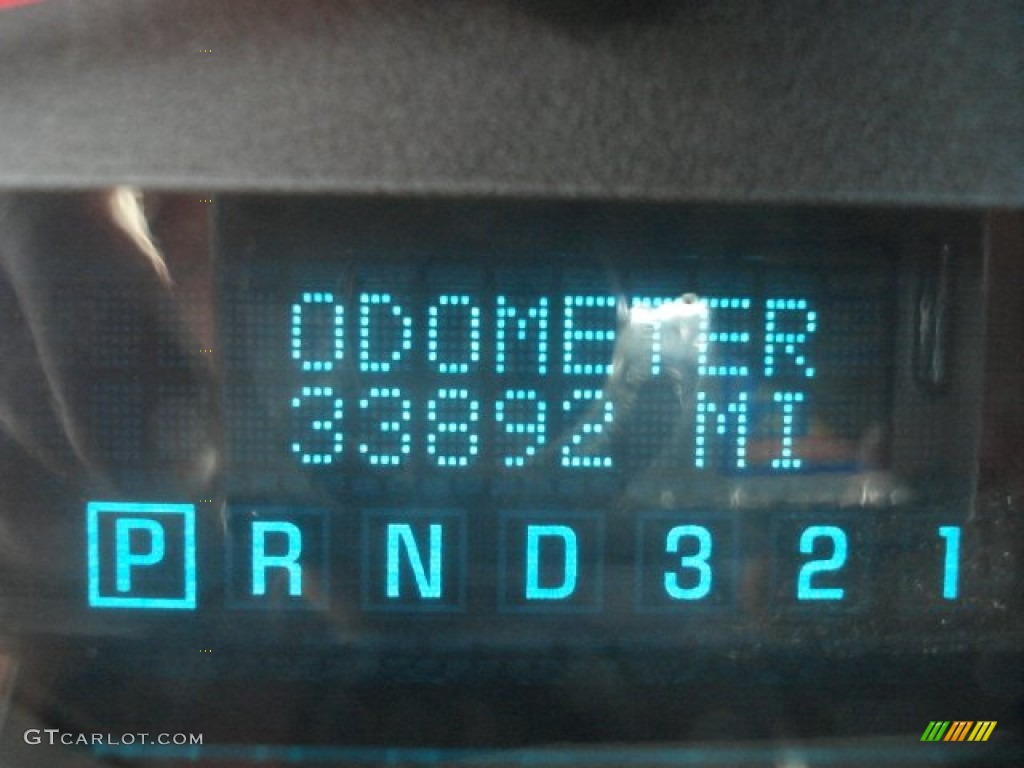 ODOMETER
33892 MI
P R N D 3 2 1
GTCARLOT.COM